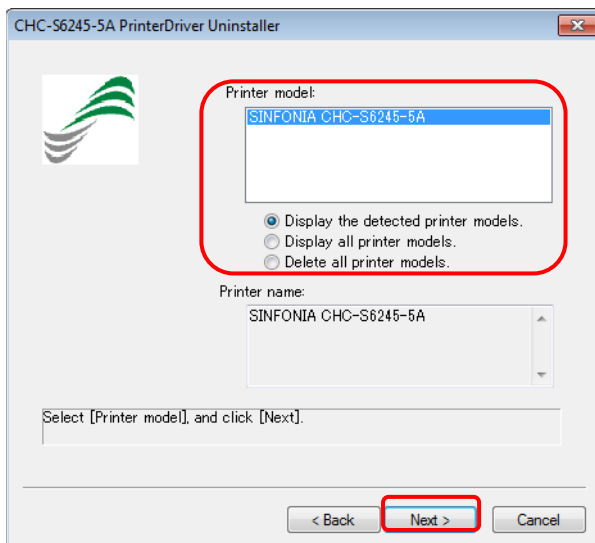 CHC-S6245-5A PrinterDriver Uninstaller
Printer model:
SINFONIA CHC-S6245-5A
Display the detected printer models.
Display all printer models.
Delete all printer models.
Printer name:
SINFONIA CHC-S6245-5A
Select [Printer model], and click [Next].
< Back
Next >
Cancel